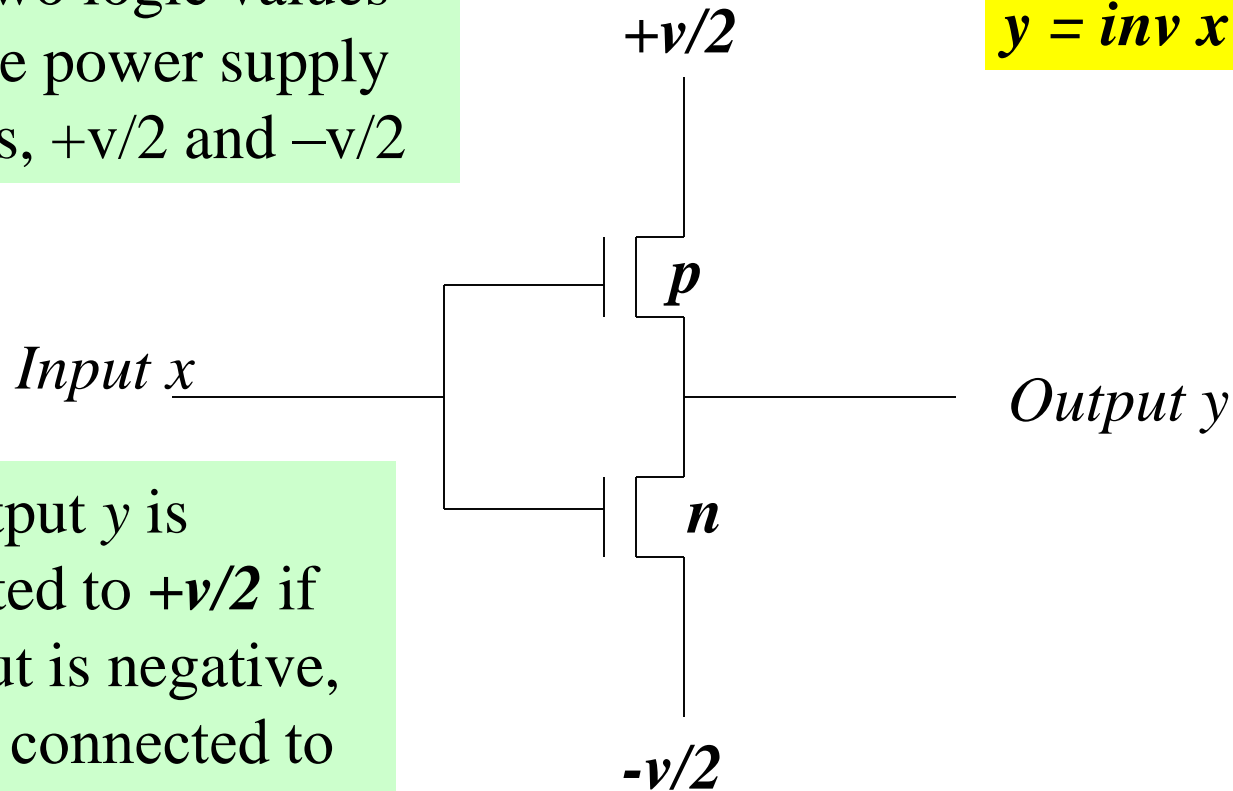 wo logic values
e power supply
s, +v/2 and –v/2
+v/2
y = inv x
p
Input x
Output y
n
tput y is
ted to +v/2 if
ut is negative,
connected to
-v/2